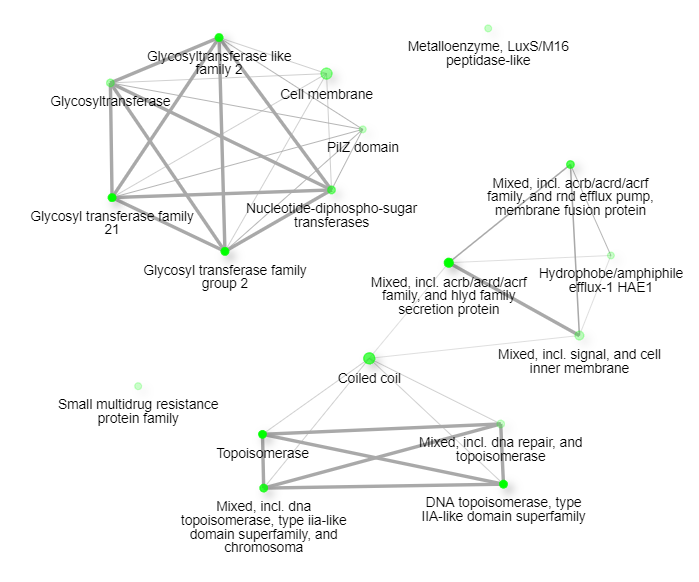 Glycosyltransferase like
family 2
Metalloenzyme, LuxS/M16
peptidase-like
Cell membrane
Glycosyltransferase
PilZ domain
Mixed, incl. acrb/acrd/acrf
family, and rnd efflux pump,
membrane fusion protein
Nucleotide-diphospho-sugar
transferases
Glycosyl transferase family
21
Glycosyl transferase family
group 2
Hydrophobe/amphiphile
efflux-1 HAE1
Mixed, incl. acrb/acrd/acrf
family, and hlyd family
secretion protein
Mixed, incl. signal, and cell
inner membrane
Coiled coil
Small multidrug resistance
protein family
Topoisomerase
Mixed, incl. dna repair, and
topoisomerase
Mixed, incl. dna
topoisomerase, type iia-like
domain superfamily, and
chromosoma
DNA topoisomerase, type
IIA-like domain superfamily